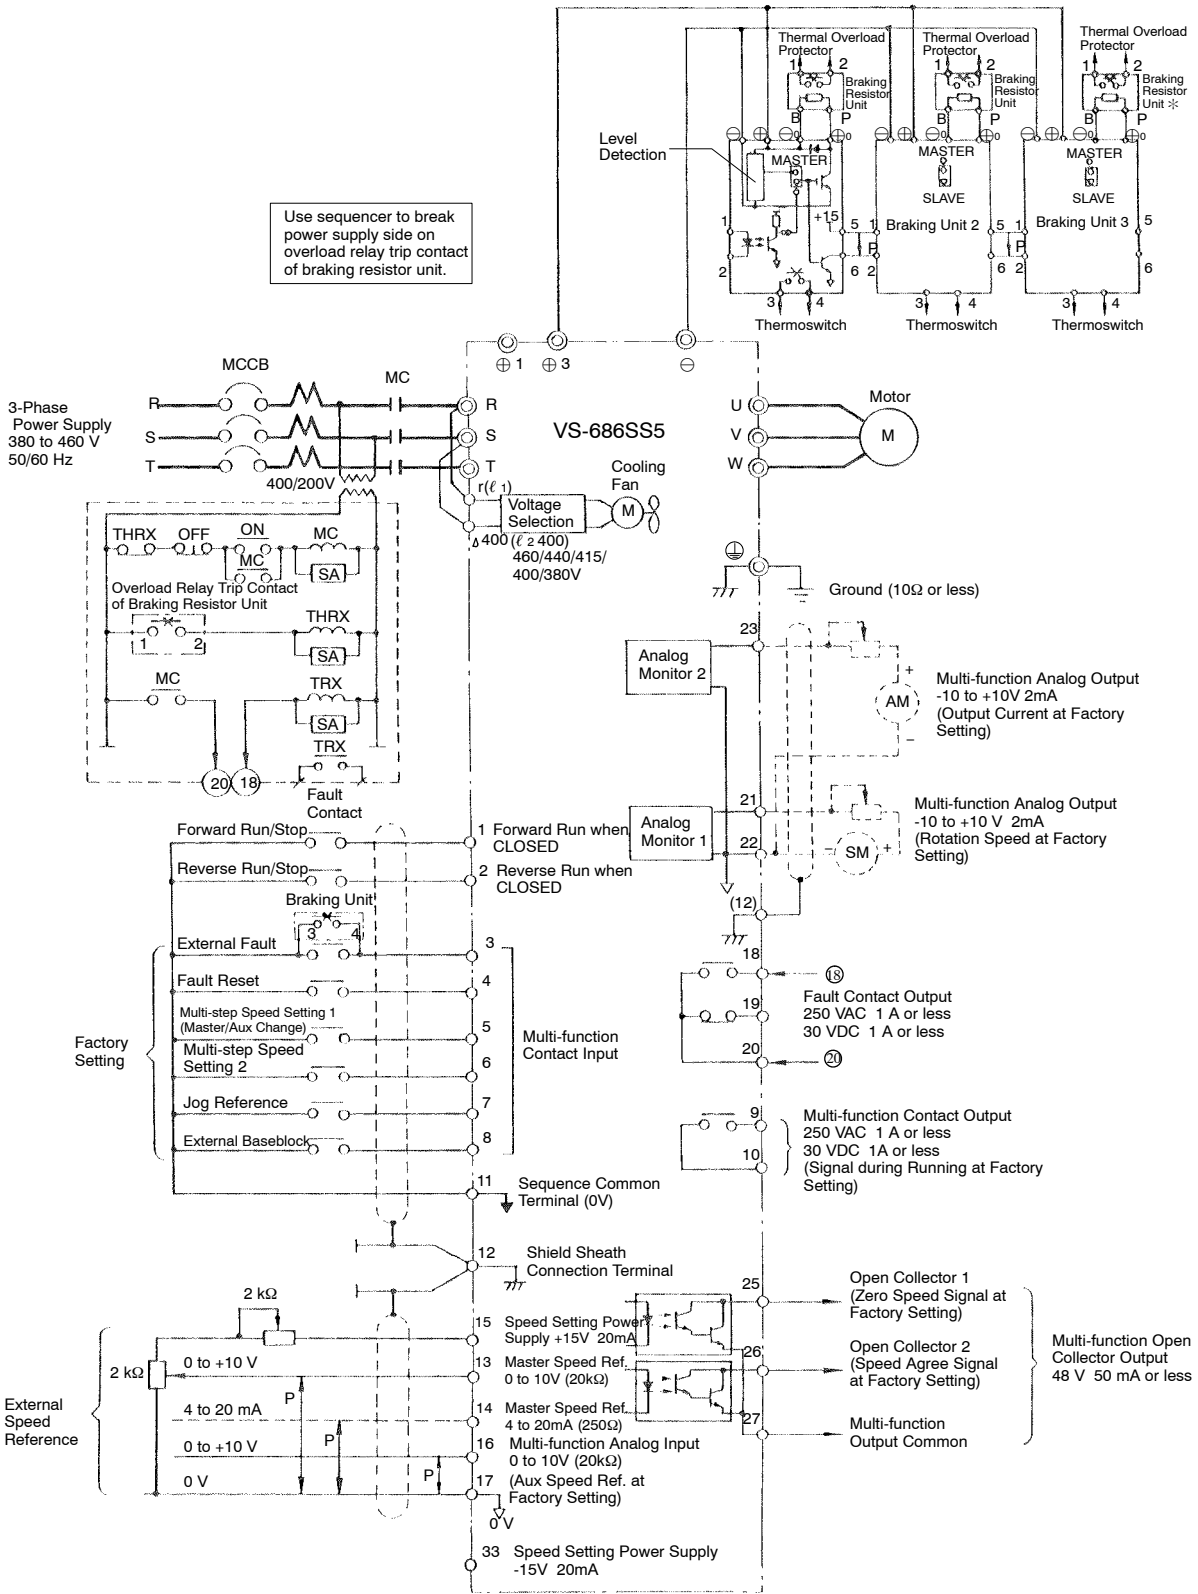 Thermal Overload
Protector
Thermal Overload
Protector
Thermal Overload
Protector
1 2
1 2
1 2
Braking
Resistor
Unit
Braking
Resistor
Unit
Braking
Resistor
Unit *
B P
B P
B P
⊖ ⊕ ⊖0 ⊕0
⊖ ⊕ ⊖0 ⊕0
⊖ ⊕ ⊖0 ⊕0
Level
Detection
MASTER
MASTER
SLAVE
MASTER
SLAVE
+15
Braking Unit 2
Braking Unit 3
1
2
5
6
1
2
P
5
6
1
2
P
5
6
3 4
3 4
3 4
Thermoswitch
Thermoswitch
Thermoswitch
Use sequencer to break
power supply side on
overload relay trip contact
of braking resistor unit.
⊕ 1
⊕ 3
⊖
3-Phase
Power Supply
380 to 460 V
50/60 Hz
MCCB
MC
R
S
T
R
S
T
VS-686SS5
U
V
W
Motor
M
400/200V
r(ℓ 1)
Voltage
Selection
Cooling
Fan
M
Δ 400 (ℓ 2 400)
460/440/415/
400/380V
THRX
OFF
ON
MC
MC
SA
Overload Relay Trip Contact
of Braking Resistor Unit
1 2
THRX
SA
MC
TRX
SA
TRX
20
18
Fault
Contact
Ground (10Ω or less)
23
Analog
Monitor 2
AM
+
−
Multi-function Analog Output
-10 to +10V 2mA
(Output Current at Factory
Setting)
21
Analog
Monitor 1
22
SM
− +
Multi-function Analog Output
-10 to +10 V 2mA
(Rotation Speed at Factory
Setting)
(12)
Forward Run/Stop
1 Forward Run when
CLOSED
Reverse Run/Stop
2 Reverse Run when
CLOSED
Braking Unit
3 4
External Fault
3
Fault Reset
4
Multi-step Speed Setting 1
(Master/Aux Change)
5
Multi-step Speed
Setting 2
6
Jog Reference
7
External Baseblock
8
Factory
Setting
Multi-function
Contact Input
11
Sequence Common
Terminal (0V)
12
Shield Sheath
Connection Terminal
18
⑱
19
Fault Contact Output
250 VAC 1 A or less
30 VDC 1 A or less
20
⑳
9
10
Multi-function Contact Output
250 VAC 1 A or less
30 VDC 1A or less
(Signal during Running at Factory
Setting)
2 kΩ
2 kΩ
0 to +10 V
4 to 20 mA
0 to +10 V
0 V
P
P
P
External
Speed
Reference
15 Speed Setting Power
Supply +15V 20mA
13 Master Speed Ref.
0 to 10V (20kΩ)
14 Master Speed Ref.
4 to 20mA (250Ω)
16 Multi-function Analog Input
0 to 10V (20kΩ)
17 (Aux Speed Ref. at
Factory Setting)
0 V
33 Speed Setting Power Supply
-15V 20mA
25
Open Collector 1
(Zero Speed Signal at
Factory Setting)
26
Open Collector 2
(Speed Agree Signal
at Factory Setting)
27
Multi-function
Output Common
Multi-function Open
Collector Output
48 V 50 mA or less